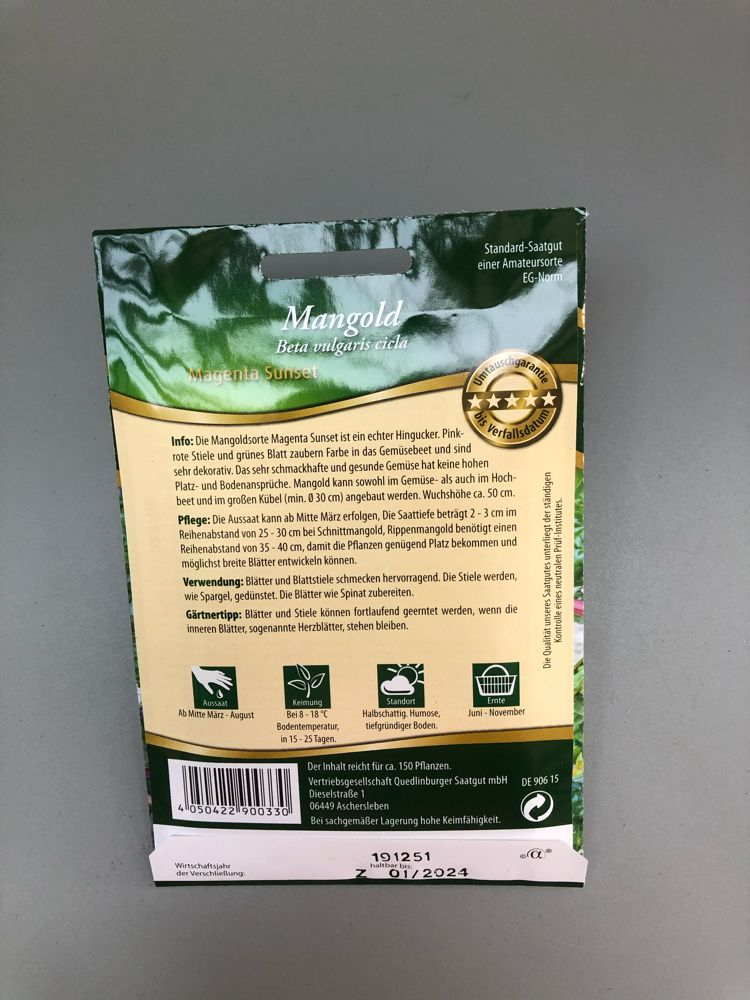 Standard-Saatgut
einer Amateursorte
EG-Norm
Mangold
Beta vulgaris cicla
Magenta Sunset
Umtauschgarantie
bis Verfallsdatum
Info: Die Mangoldsorte Magenta Sunset ist ein echter Hingucker. Pink-
rote Stiele und grünes Blatt zaubern Farbe in das Gemüsebeet und sind
sehr dekorativ. Das sehr schmackhafte und gesunde Gemüse hat keine hohen
Platz- und Bodenansprüche. Mangold kann sowohl im Gemüse- als auch im Hoch-
beet und im großen Kübel (min. Ø 30 cm) angebaut werden. Wuchshöhe ca. 50 cm.
Pflege: Die Aussaat kann ab Mitte März erfolgen, Die Saattiefe beträgt 2 - 3 cm im
Reihenabstand von 25 - 30 cm bei Schnittmangold, Rippenmangold benötigt einen
Reihenabstand von 35 - 40 cm, damit die Pflanzen genügend Platz bekommen und
möglichst breite Blätter entwickeln können.
Verwendung: Blätter und Blattstiele schmecken hervorragend. Die Stiele werden,
wie Spargel, gedünstet. Die Blätter wie Spinat zubereiten.
Gärtnertipp: Blätter und Stiele können fortlaufend geerntet werden, wenn die
inneren Blätter, sogenannte Herzblätter, stehen bleiben.
Die Qualität unseres Saatgutes unterliegt der ständigen
Kontrolle eines neutralen Prüf-Institutes.
Aussaat
Ab Mitte März - August
Keimung
Bei 8 - 18 °C
Bodentemperatur,
in 15 - 25 Tagen.
Standort
Halbschattig. Humose,
tiefgründiger Boden.
Ernte
Juni - November
Der Inhalt reicht für ca. 150 Pflanzen.
Vertriebsgesellschaft Quedlinburger Saatgut mbH
Dieselstraße 1
06449 Aschersleben
Bei sachgemäßer Lagerung hohe Keimfähigkeit.
DE 906 15
4 050422 900330
Wirtschaftsjahr
der Verschließung:
191251
haltbar bis:
Z 01/2024
©α®